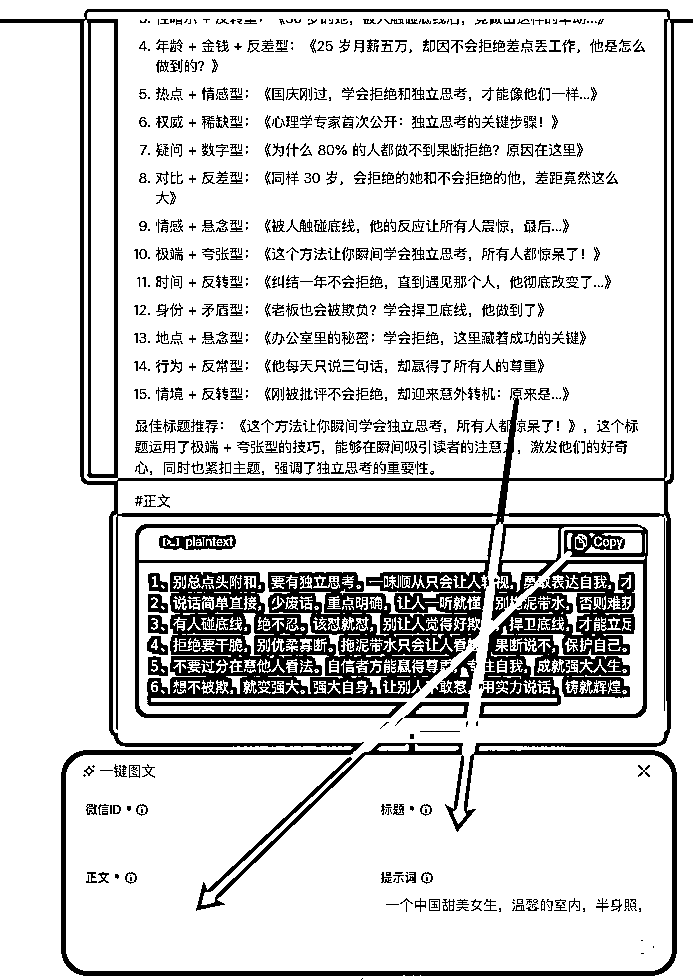 3. 性暗示 + 反转型：《30 岁的她，被人触碰底线后，竟做出这样的举动...》
4. 年龄 + 金钱 + 反差型：《25 岁月薪五万，却因不会拒绝差点丢工作，他是怎么
做到的？》
5. 热点 + 情感型：《国庆刚过，学会拒绝和独立思考，才能像他们一样...》
6. 权威 + 稀缺型：《心理学专家首次公开：独立思考的关键步骤！》
7. 疑问 + 数字型：《为什么 80% 的人都做不到果断拒绝？原因在这里》
8. 对比 + 反差型：《同样 30 岁，会拒绝的她和不会拒绝的他，差距竟然这么
大》
9. 情感 + 悬念型：《被人触碰底线，他的反应让所有人震惊，最后...》
10. 极端 + 夸张型：《这个方法让你瞬间学会独立思考，所有人都惊呆了！》
11. 时间 + 反转型：《纠结一年不会拒绝，直到遇见那个人，他彻底改变了...》
12. 身份 + 矛盾型：《老板也会被欺负？学会捍卫底线，他做到了》
13. 地点 + 悬念型：《办公室里的秘密：学会拒绝，这里藏着成功的关键》
14. 行为 + 反常型：《他每天只说三句话，却赢得了所有人的尊重》
15. 情境 + 反转型：《刚被批评不会拒绝，却迎来意外转机：原来是...》
最佳标题推荐：《这个方法让你瞬间学会独立思考，所有人都惊呆了！》，这个标
题运用了极端 + 夸张型的技巧，能够在瞬间吸引读者的注意力，激发他们的好奇
心，同时也紧扣主题，强调了独立思考的重要性。
#正文
plaintext Copy
1、别总点头附和，要有独立思考。一味顺从只会让人轻视，勇敢表达自我，才
2、说话简单直接，少废话。重点明确，让人一听就懂，别拖泥带水，否则难
3、有人碰底线，绝不忍。该怼就怼，别让人觉得好欺，捍卫底线，才能立足
4、拒绝要干脆，别优柔寡断。拖泥带水只会让人看轻，果断说不，保护自己。
5、不要过分在意他人看法。自信者方能赢得尊重，专注自我，成就强大人生。
6、想不被欺，就变强大。强大自身，让别人不敢惹，用实力说话，铸就辉煌。
一键图文
微信ID * 标题 *
正文 * 提示词
一个中国甜美女生，温馨的室内，半身照，